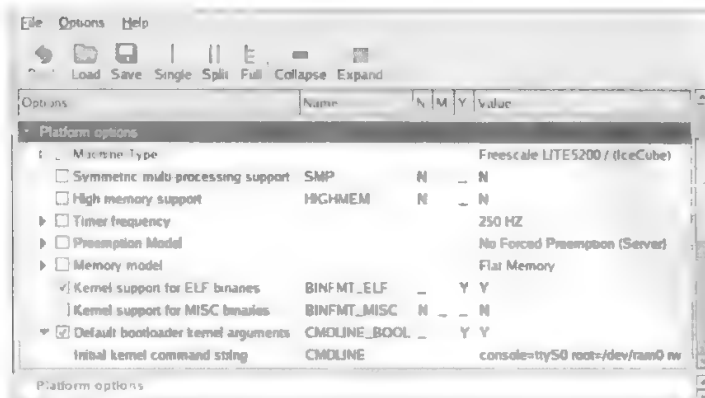 File Options Help
Load Save Single Split Full Collapse Expand
Options Name N M Y Value
Platform options
Machine Type Freescale LITE5200 / (IceCube)
Symmetric multi-processing support SMP N _ N
High memory support HIGHMEM N _ N
Timer frequency 250 HZ
Preemption Model No Forced Preemption (Server)
Memory model Flat Memory
Kernel support for ELF binaries BINFMT_ELF _ Y Y
Kernel support for MISC binaries BINFMT_MISC N _ _ N
Default bootloader kernel arguments CMDLINE_BOOL _ Y Y
Initial kernel command string CMDLINE console=ttyS0 root=/dev/ram0 rw
Platform options